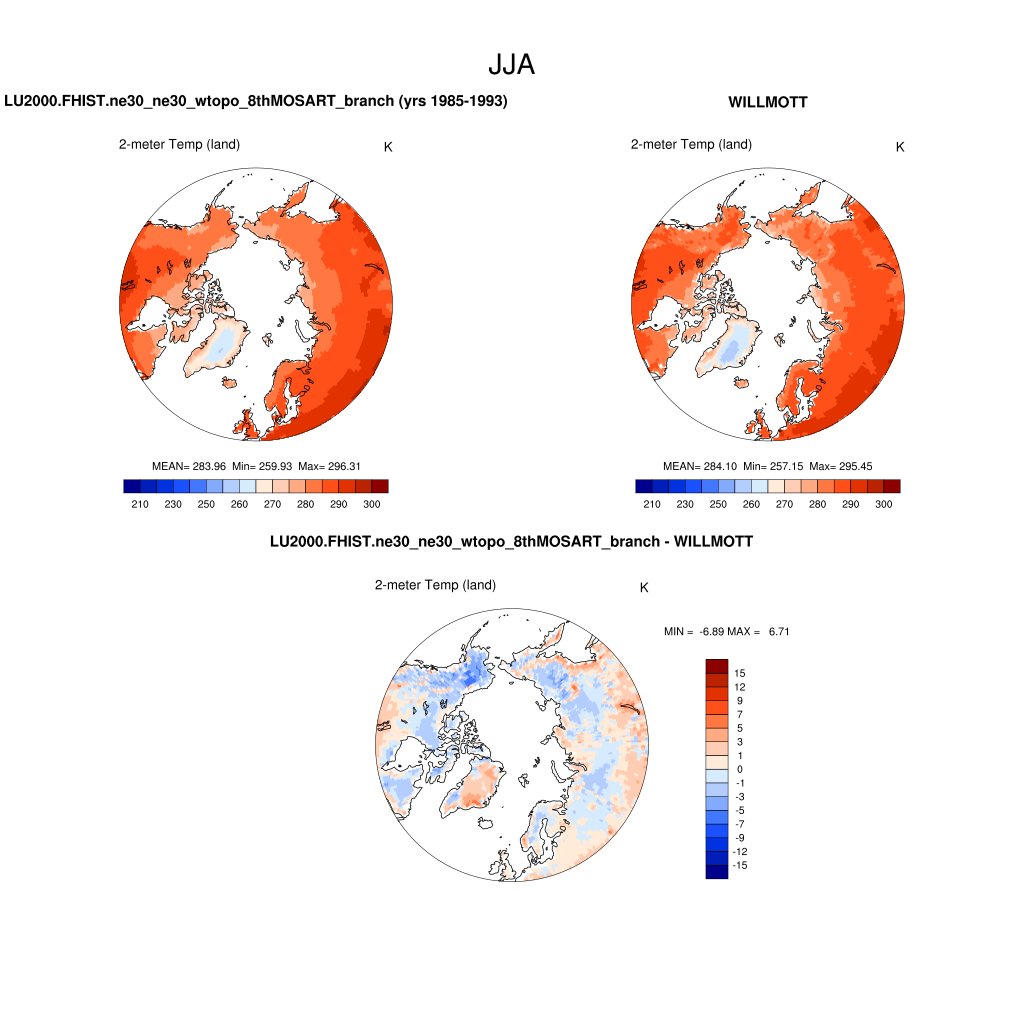 JJA
LU2000.FHIST.ne30_ne30_wtopo_8thMOSART_branch (yrs 1985-1993)
WILLMOTT
2-meter Temp (land) K
2-meter Temp (land) K
MEAN= 283.96 Min= 259.93 Max= 296.31
MEAN= 284.10 Min= 257.15 Max= 295.45
210 230 250 260 270 280 290 300
210 230 250 260 270 280 290 300
LU2000.FHIST.ne30_ne30_wtopo_8thMOSART_branch - WILLMOTT
2-meter Temp (land) K
MIN = -6.89 MAX = 6.71
15
12
9
7
5
3
1
0
-1
-3
-5
-7
-9
-12
-15